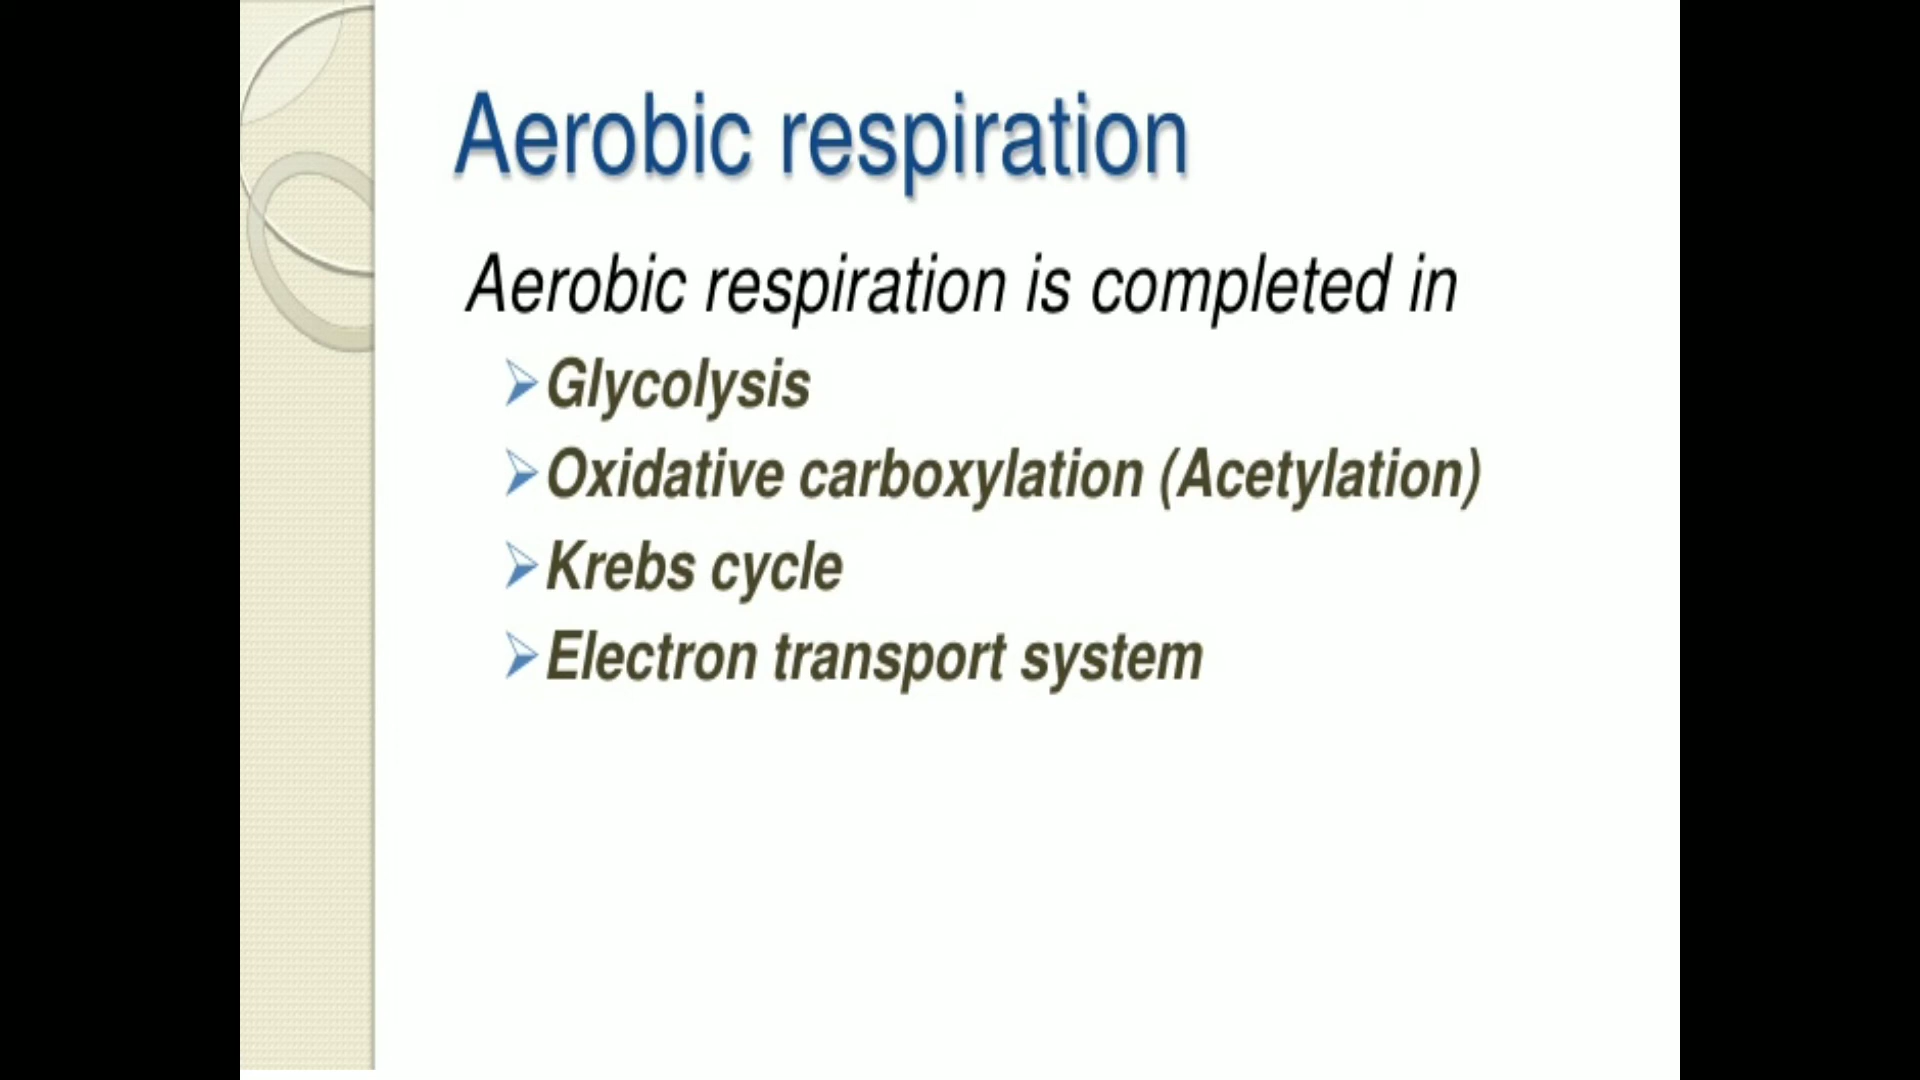 Aerobic respiration
Aerobic respiration is completed in
Glycolysis
Oxidative carboxylation (Acetylation)
Krebs cycle
Electron transport system